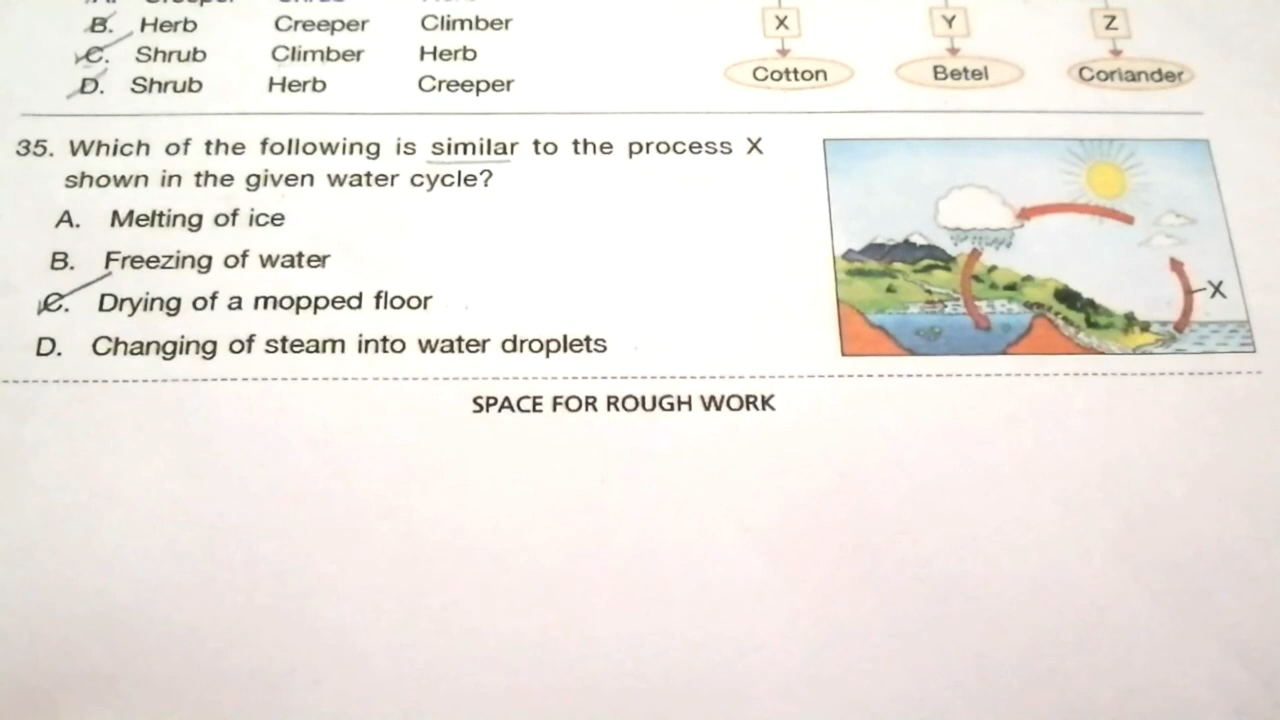 B. Herb Creeper Climber
C. Shrub Climber Herb
D. Shrub Herb Creeper
X Y Z
Cotton Betel Coriander
35. Which of the following is similar to the process X
shown in the given water cycle?
A. Melting of ice
B. Freezing of water
C. Drying of a mopped floor
D. Changing of steam into water droplets
X
SPACE FOR ROUGH WORK